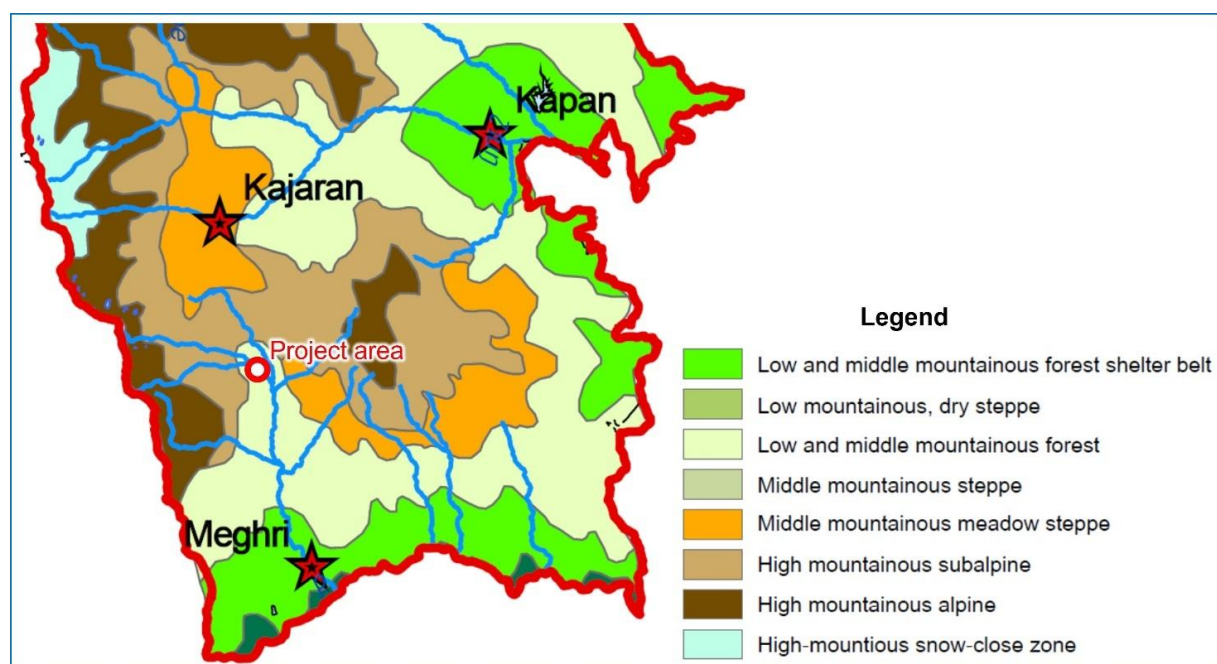 Kapan
Kajaran
Project area
Meghri
Legend
Low and middle mountainous forest shelter belt
Low mountainous, dry steppe
Low and middle mountainous forest
Middle mountainous steppe
Middle mountainous meadow steppe
High mountainous subalpine
High mountainous alpine
High-mountious snow-close zone